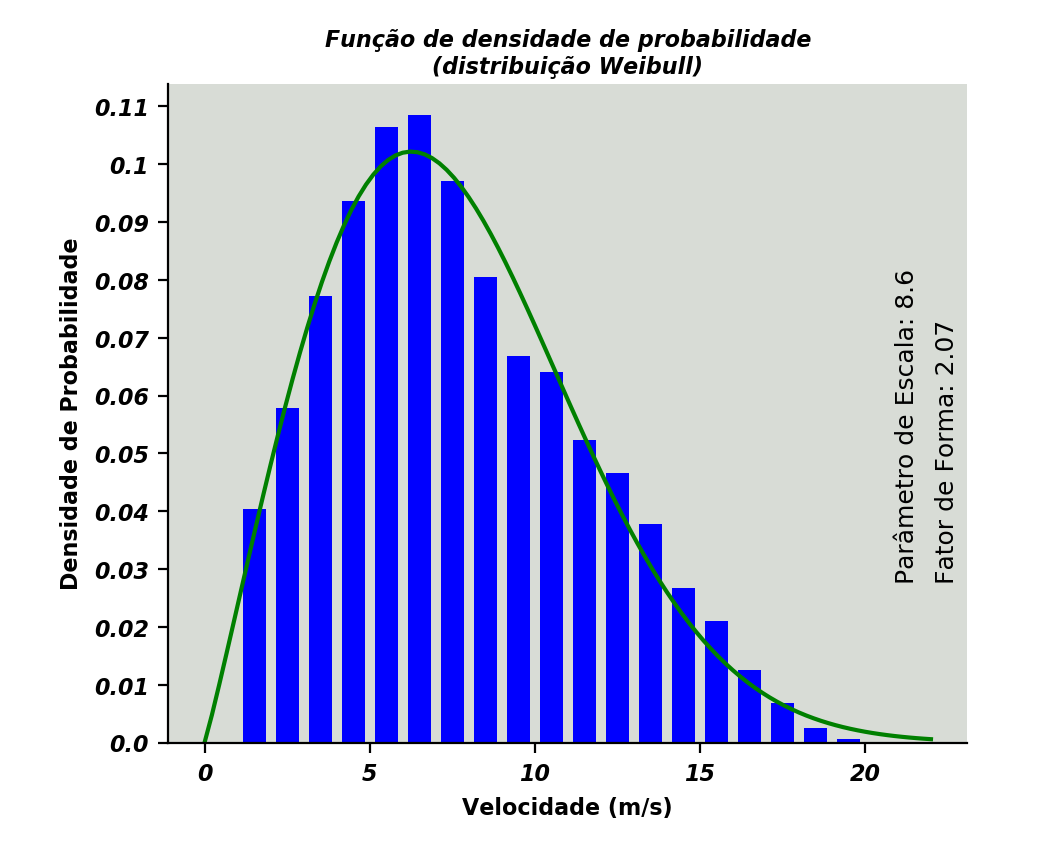 Função de densidade de probabilidade
(distribuição Weibull)
Densidade de Probabilidade
0.11
0.1
0.09
0.08
0.07
0.06
0.05
0.04
0.03
0.02
0.01
0.0
Parâmetro de Escala: 8.6
Fator de Forma: 2.07
0
5
10
15
20
Velocidade (m/s)